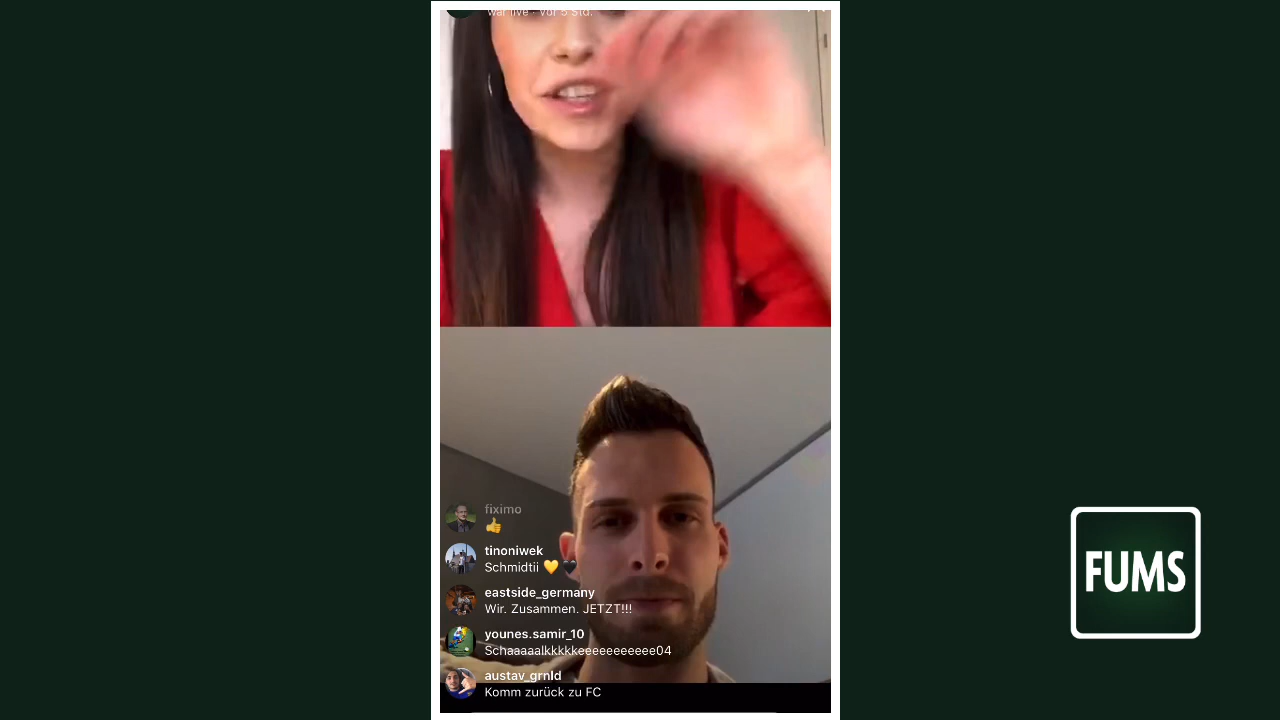 war live · Vor 5 Std.
fiximo
👍
tinoniwek
Schmidtii 💛🖤
eastside_germany
Wir. Zusammen. JETZT!!!
younes.samir_10
Schaaaaalkkkkkeeeeeeeeeee04
austav_grnld
Komm zurück zu FC
FUMS